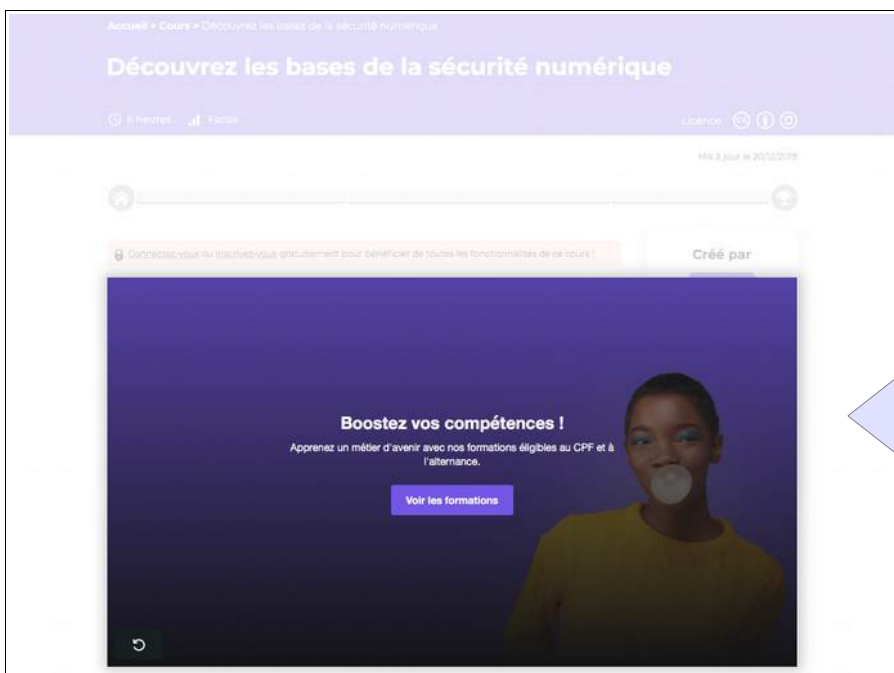 Accueil > Cours > Découvrez les bases de la sécurité numérique
Découvrez les bases de la sécurité numérique
6 heures Facile
Licence
Mis à jour le
Connectez-vous ou inscrivez-vous gratuitement pour bénéficier de toutes les fonctionnalités de ce cours !
Créé par
Boostez vos compétences !
Apprenez un métier d'avenir avec nos formations éligibles au CPF et à
l'alternance.
Voir les formations